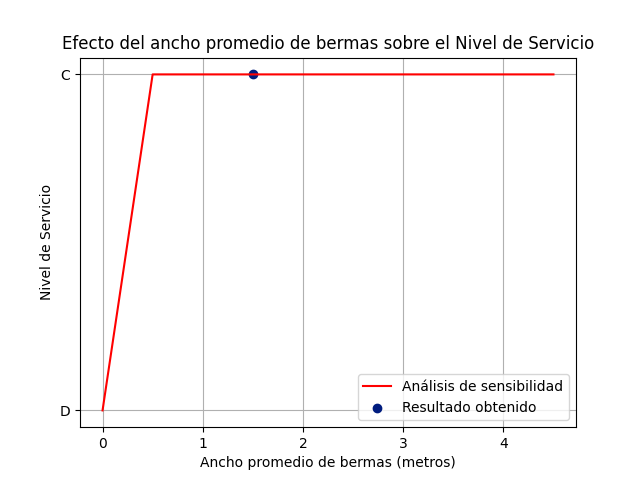 Efecto del ancho promedio de bermas sobre el Nivel de Servicio
C
Nivel de Servicio
D
Análisis de sensibilidad
Resultado obtenido
0 1 2 3 4
Ancho promedio de bermas (metros)